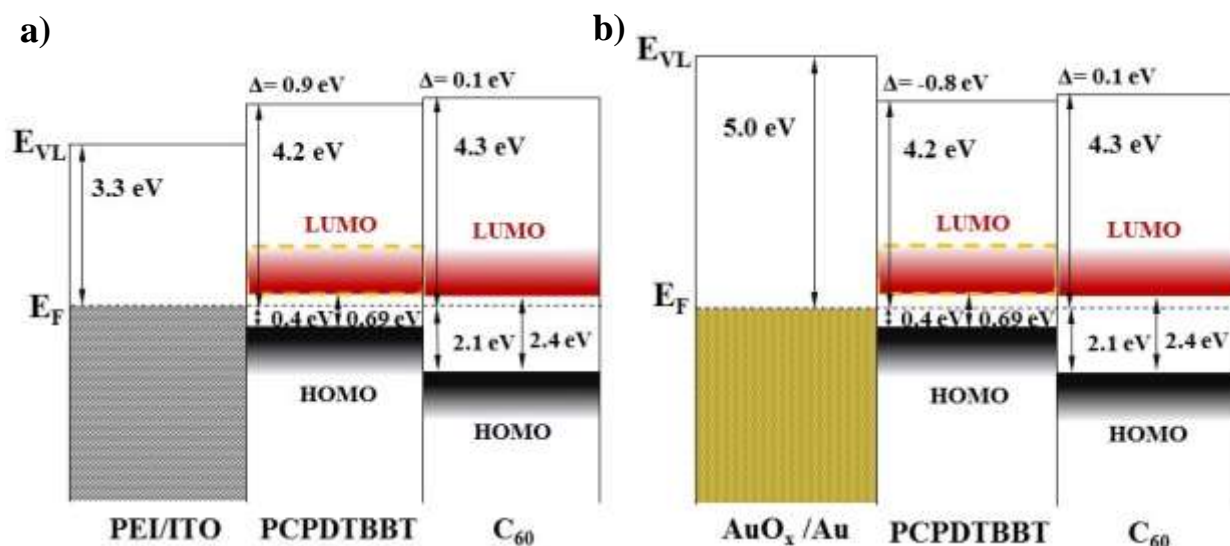 a)
E_VL
Δ= 0.9 eV
Δ= 0.1 eV
3.3 eV
4.2 eV
4.3 eV
LUMO
LUMO
E_F
0.4 eV
0.69 eV
2.1 eV
2.4 eV
HOMO
HOMO
PEI/ITO
PCPDTBBT
C₆₀
b)
E_VL
Δ= -0.8 eV
Δ= 0.1 eV
5.0 eV
4.2 eV
4.3 eV
LUMO
LUMO
E_F
0.4 eV
0.69 eV
2.1 eV
2.4 eV
HOMO
HOMO
AuOₓ /Au
PCPDTBBT
C₆₀